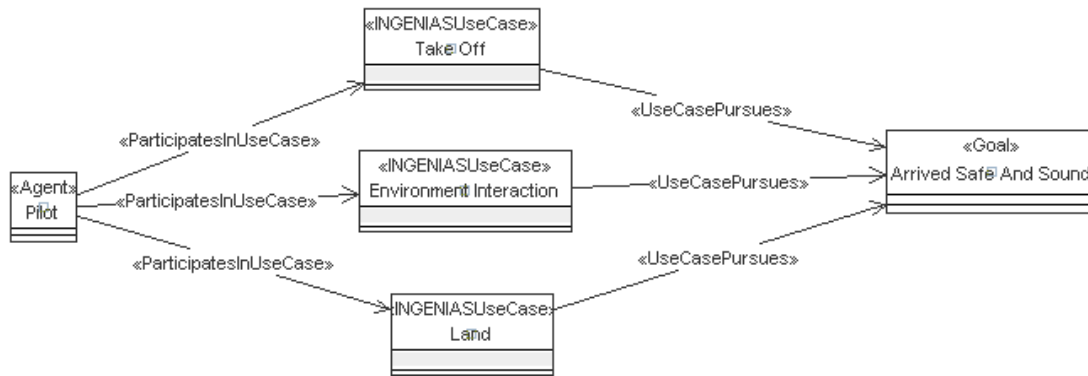 «INGENIASUseCase»
Take Off
«UseCasePursues»
«ParticipatesInUseCase»
«Goal»
Arrived Safe And Sound
«INGENIASUseCase»
Environment Interaction
«UseCasePursues»
«Agent»
Pilot
«ParticipatesInUseCase»
«ParticipatesInUseCase»
«UseCasePursues»
«INGENIASUseCase»
Land